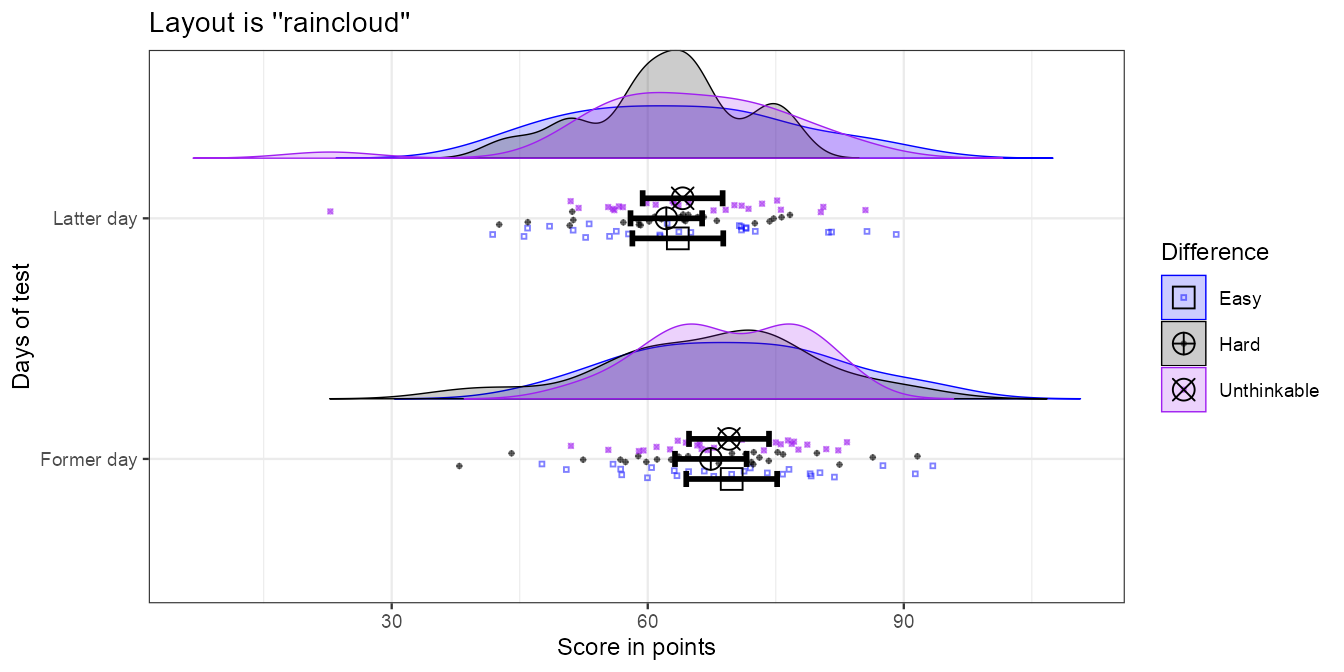 Layout is "raincloud"
Latter day
Former day
Days of test
30
60
90
Score in points
Difference
Easy
Hard
Unthinkable